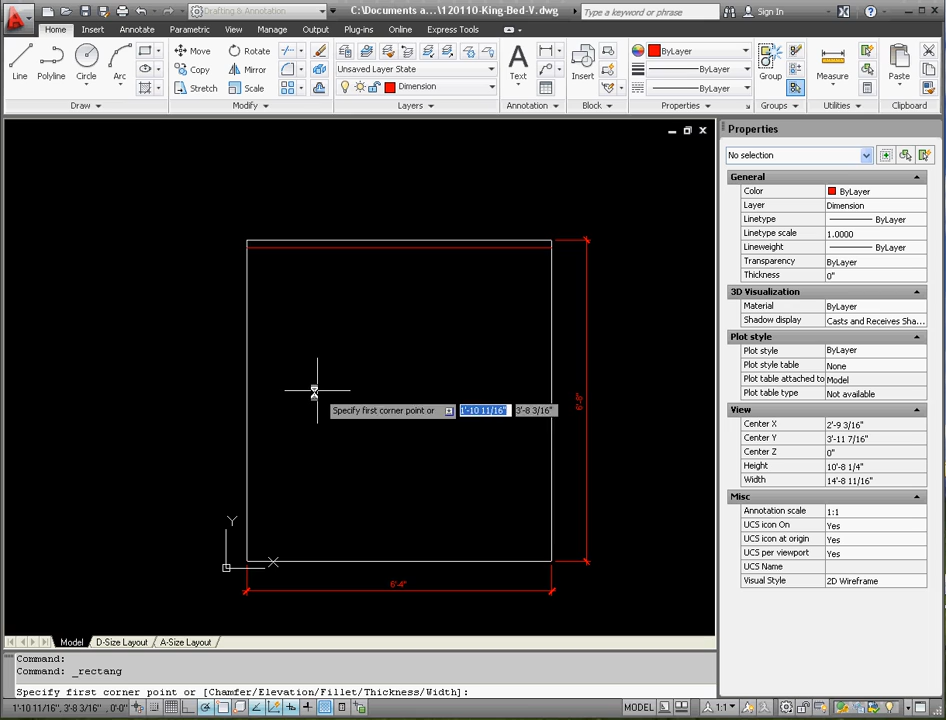 Drafting & Annotation
C:\Documents a...\120110-King-Bed-V.dwg
Type a keyword or phrase
Sign In
Home
Insert
Annotate
Parametric
View
Manage
Output
Plug-ins
Online
Express Tools
Line
Polyline
Circle
Arc
Move
Copy
Stretch
Rotate
Mirror
Scale
Unsaved Layer State
Dimension
Text
Insert
ByLayer
ByLayer
ByLayer
Group
Measure
Paste
Draw
Modify
Layers
Annotation
Block
Properties
Groups
Utilities
Clipboard
Properties
No selection
General
Color ByLayer
Layer Dimension
Linetype ByLayer
Linetype scale 1.0000
Lineweight ByLayer
Transparency ByLayer
Thickness 0"
3D Visualization
Material ByLayer
Shadow display Casts and Receives Sha...
Plot style
Plot style ByLayer
Plot style table None
Plot table attached to Model
Plot table type Not available
View
Center X 2'-9 3/16"
Center Y 3'-11 7/16"
Center Z 0"
Height 10'-8 1/4"
Width 14'-8 11/16"
Misc
Annotation scale 1:1
UCS icon On Yes
UCS icon at origin Yes
UCS per viewport Yes
UCS Name
Visual Style 2D Wireframe
Specify first corner point or 1'-10 11/16" 3'-8 3/16"
6'-8"
Y
X
6'-4"
Model
D-Size Layout
A-Size Layout
Command:
Command: _rectang
Specify first corner point or [Chamfer/Elevation/Fillet/Thickness/Width]:
1'-10 11/16", 3'-8 3/16" , 0'-0"
MODEL
1:1